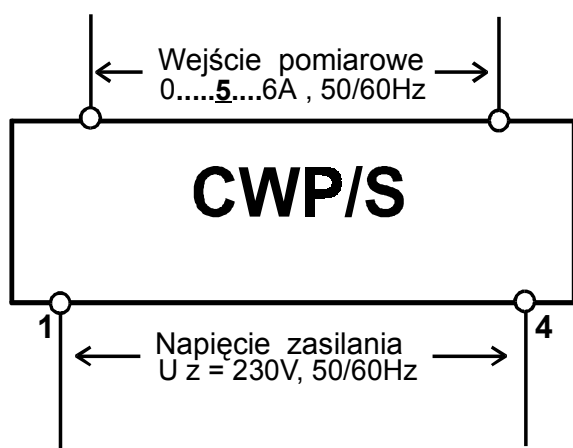 Wejście pomiarowe
0.....5....6A , 50/60Hz
CWP/S
1
4
Napięcie zasilania
U z = 230V, 50/60Hz